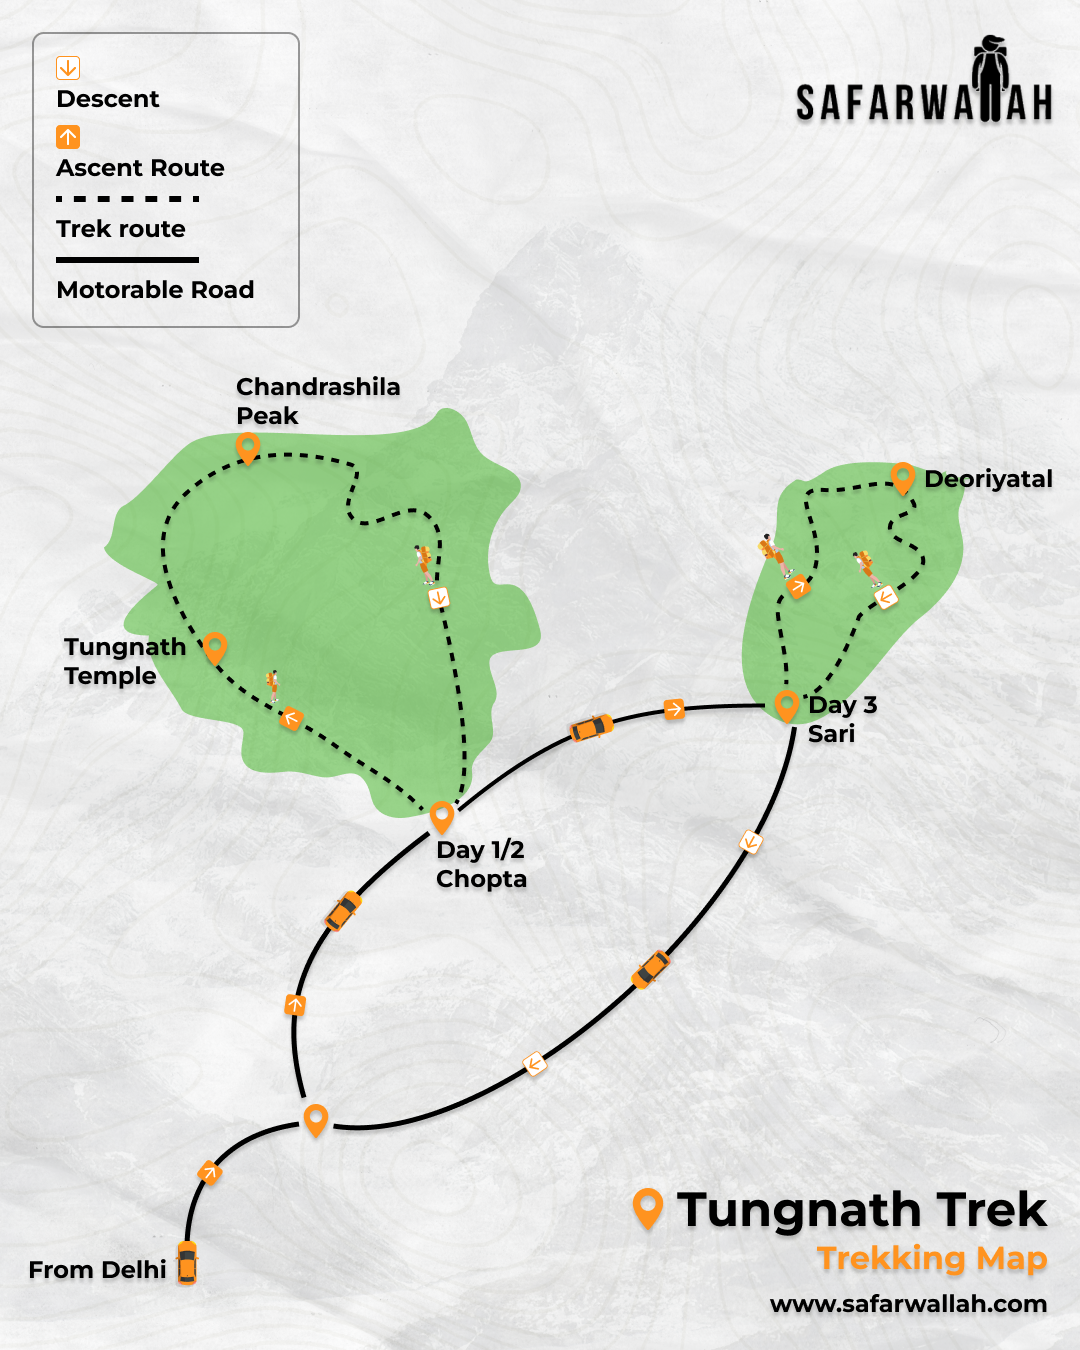 SAFARWALLAH
Descent
Ascent Route
Trek route
Motorable Road
Chandrashila
Peak
Deoriyatal
Tungnath
Temple
Day 3
Sari
Day 1/2
Chopta
From Delhi
Tungnath Trek
Trekking Map
www.safarwallah.com